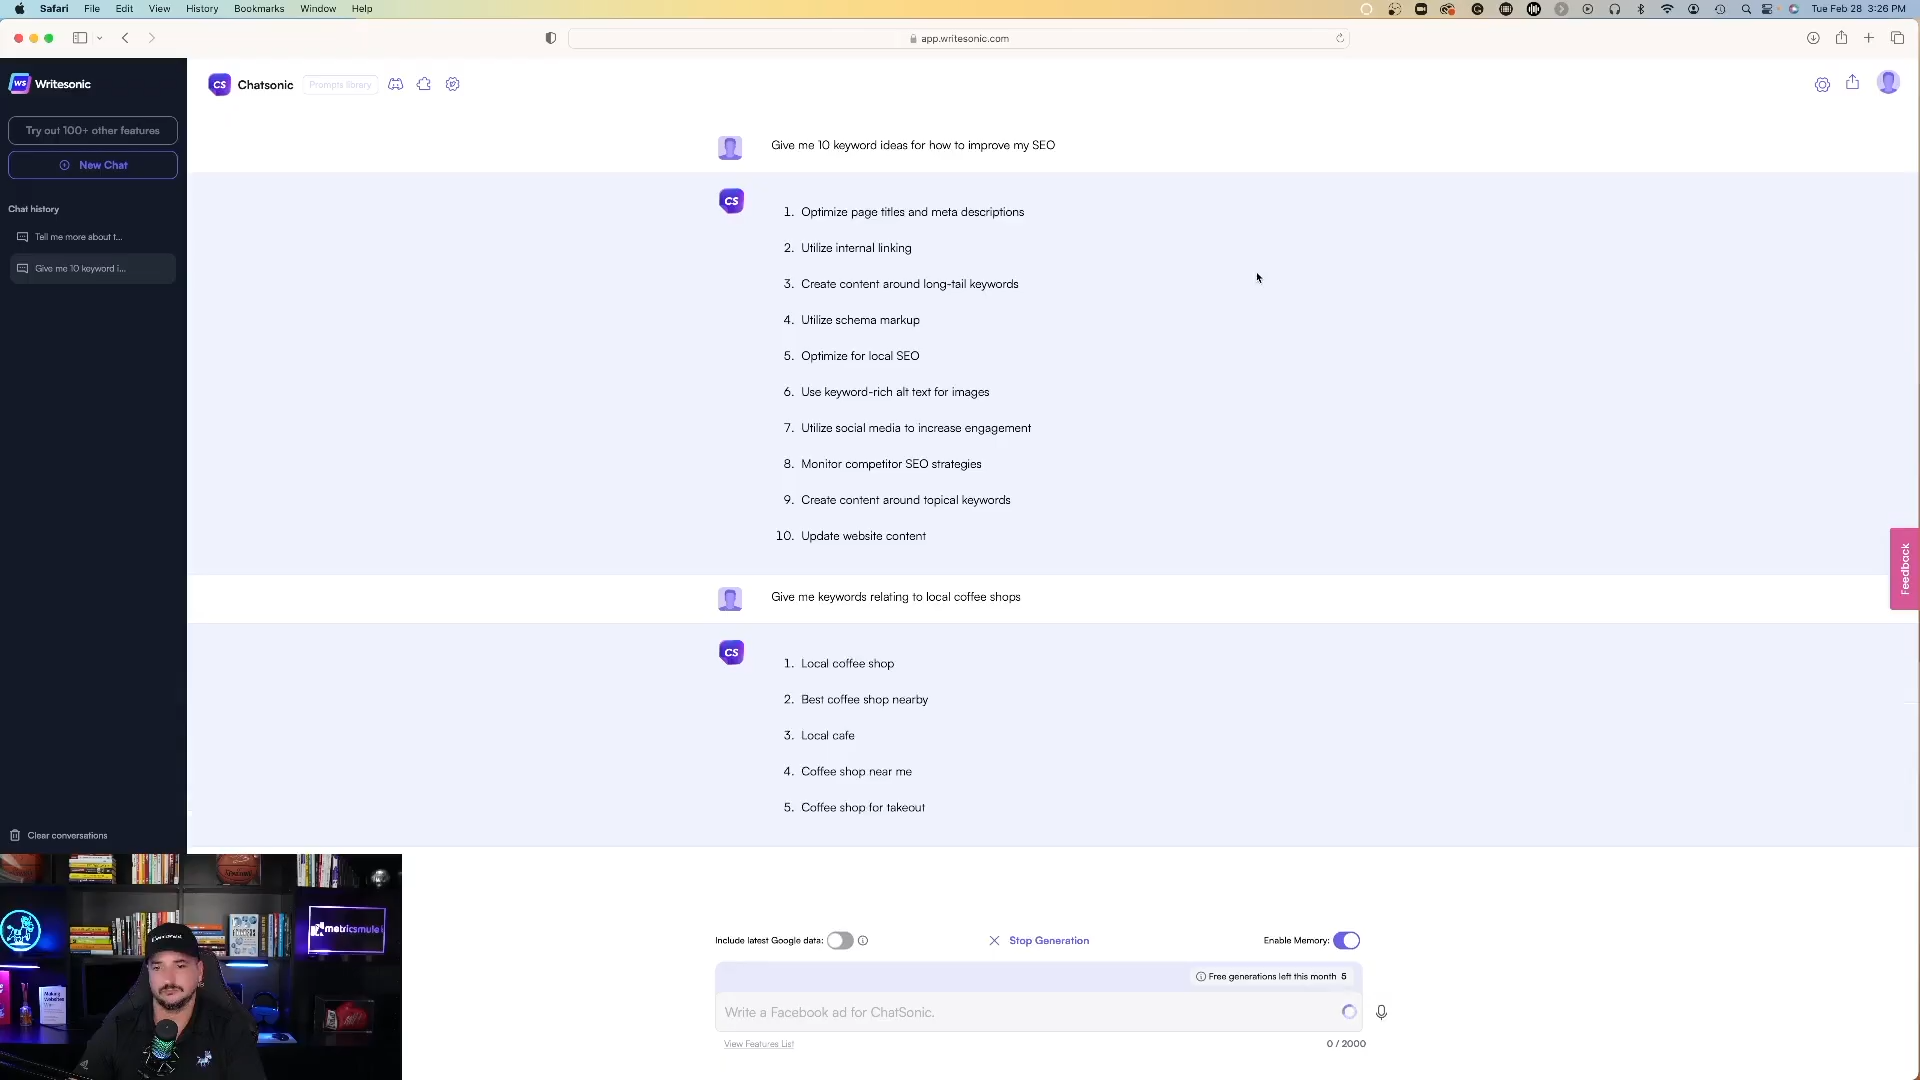 Safari File Edit View History Bookmarks Window Help
Tue Feb 28 3:26 PM
app.writesonic.com
WS Writesonic
CS Chatsonic
Prompts library
Try out 100+ other features
New Chat
Chat history
Tell me more about t...
Give me 10 keyword i...
Clear conversations
Give me 10 keyword ideas for how to improve my SEO
CS
1. Optimize page titles and meta descriptions
2. Utilize internal linking
3. Create content around long-tail keywords
4. Utilize schema markup
5. Optimize for local SEO
6. Use keyword-rich alt text for images
7. Utilize social media to increase engagement
8. Monitor competitor SEO strategies
9. Create content around topical keywords
10. Update website content
Give me keywords relating to local coffee shops
CS
1. Local coffee shop
2. Best coffee shop nearby
3. Local cafe
4. Coffee shop near me
5. Coffee shop for takeout
Feedback
Include latest Google data:
Stop Generation
Enable Memory:
Free generations left this month 5
Write a Facebook ad for ChatSonic.
View Features List
0 / 2000
metricsmule